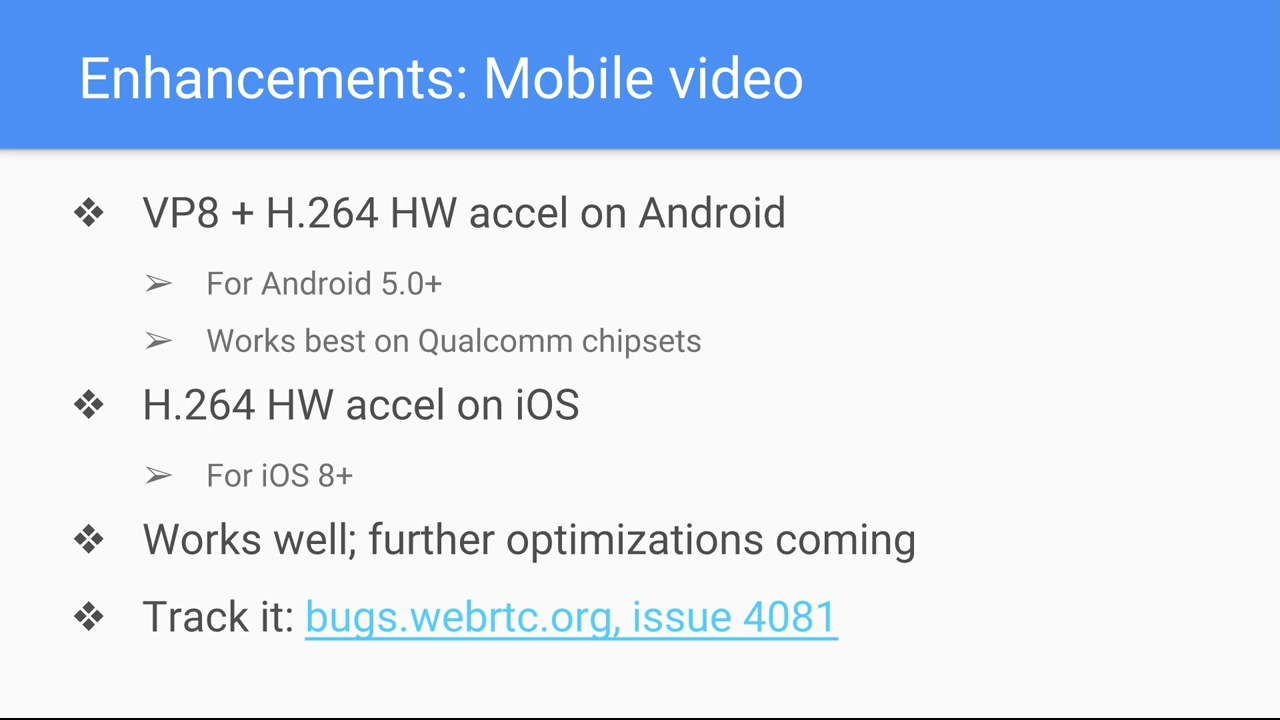 Enhancements: Mobile video
❖ VP8 + H.264 HW accel on Android
➢ For Android 5.0+
➢ Works best on Qualcomm chipsets
❖ H.264 HW accel on iOS
➢ For iOS 8+
❖ Works well; further optimizations coming
❖ Track it: bugs.webrtc.org, issue 4081